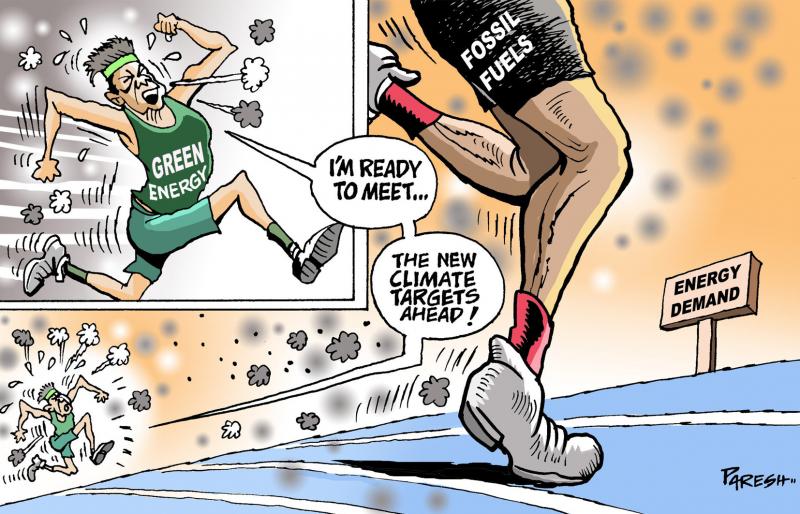 GREEN
ENERGY
I'M READY
TO MEET...
FOSSIL
FUELS
THE NEW
CLIMATE
TARGETS
AHEAD!
ENERGY
DEMAND
PARESH